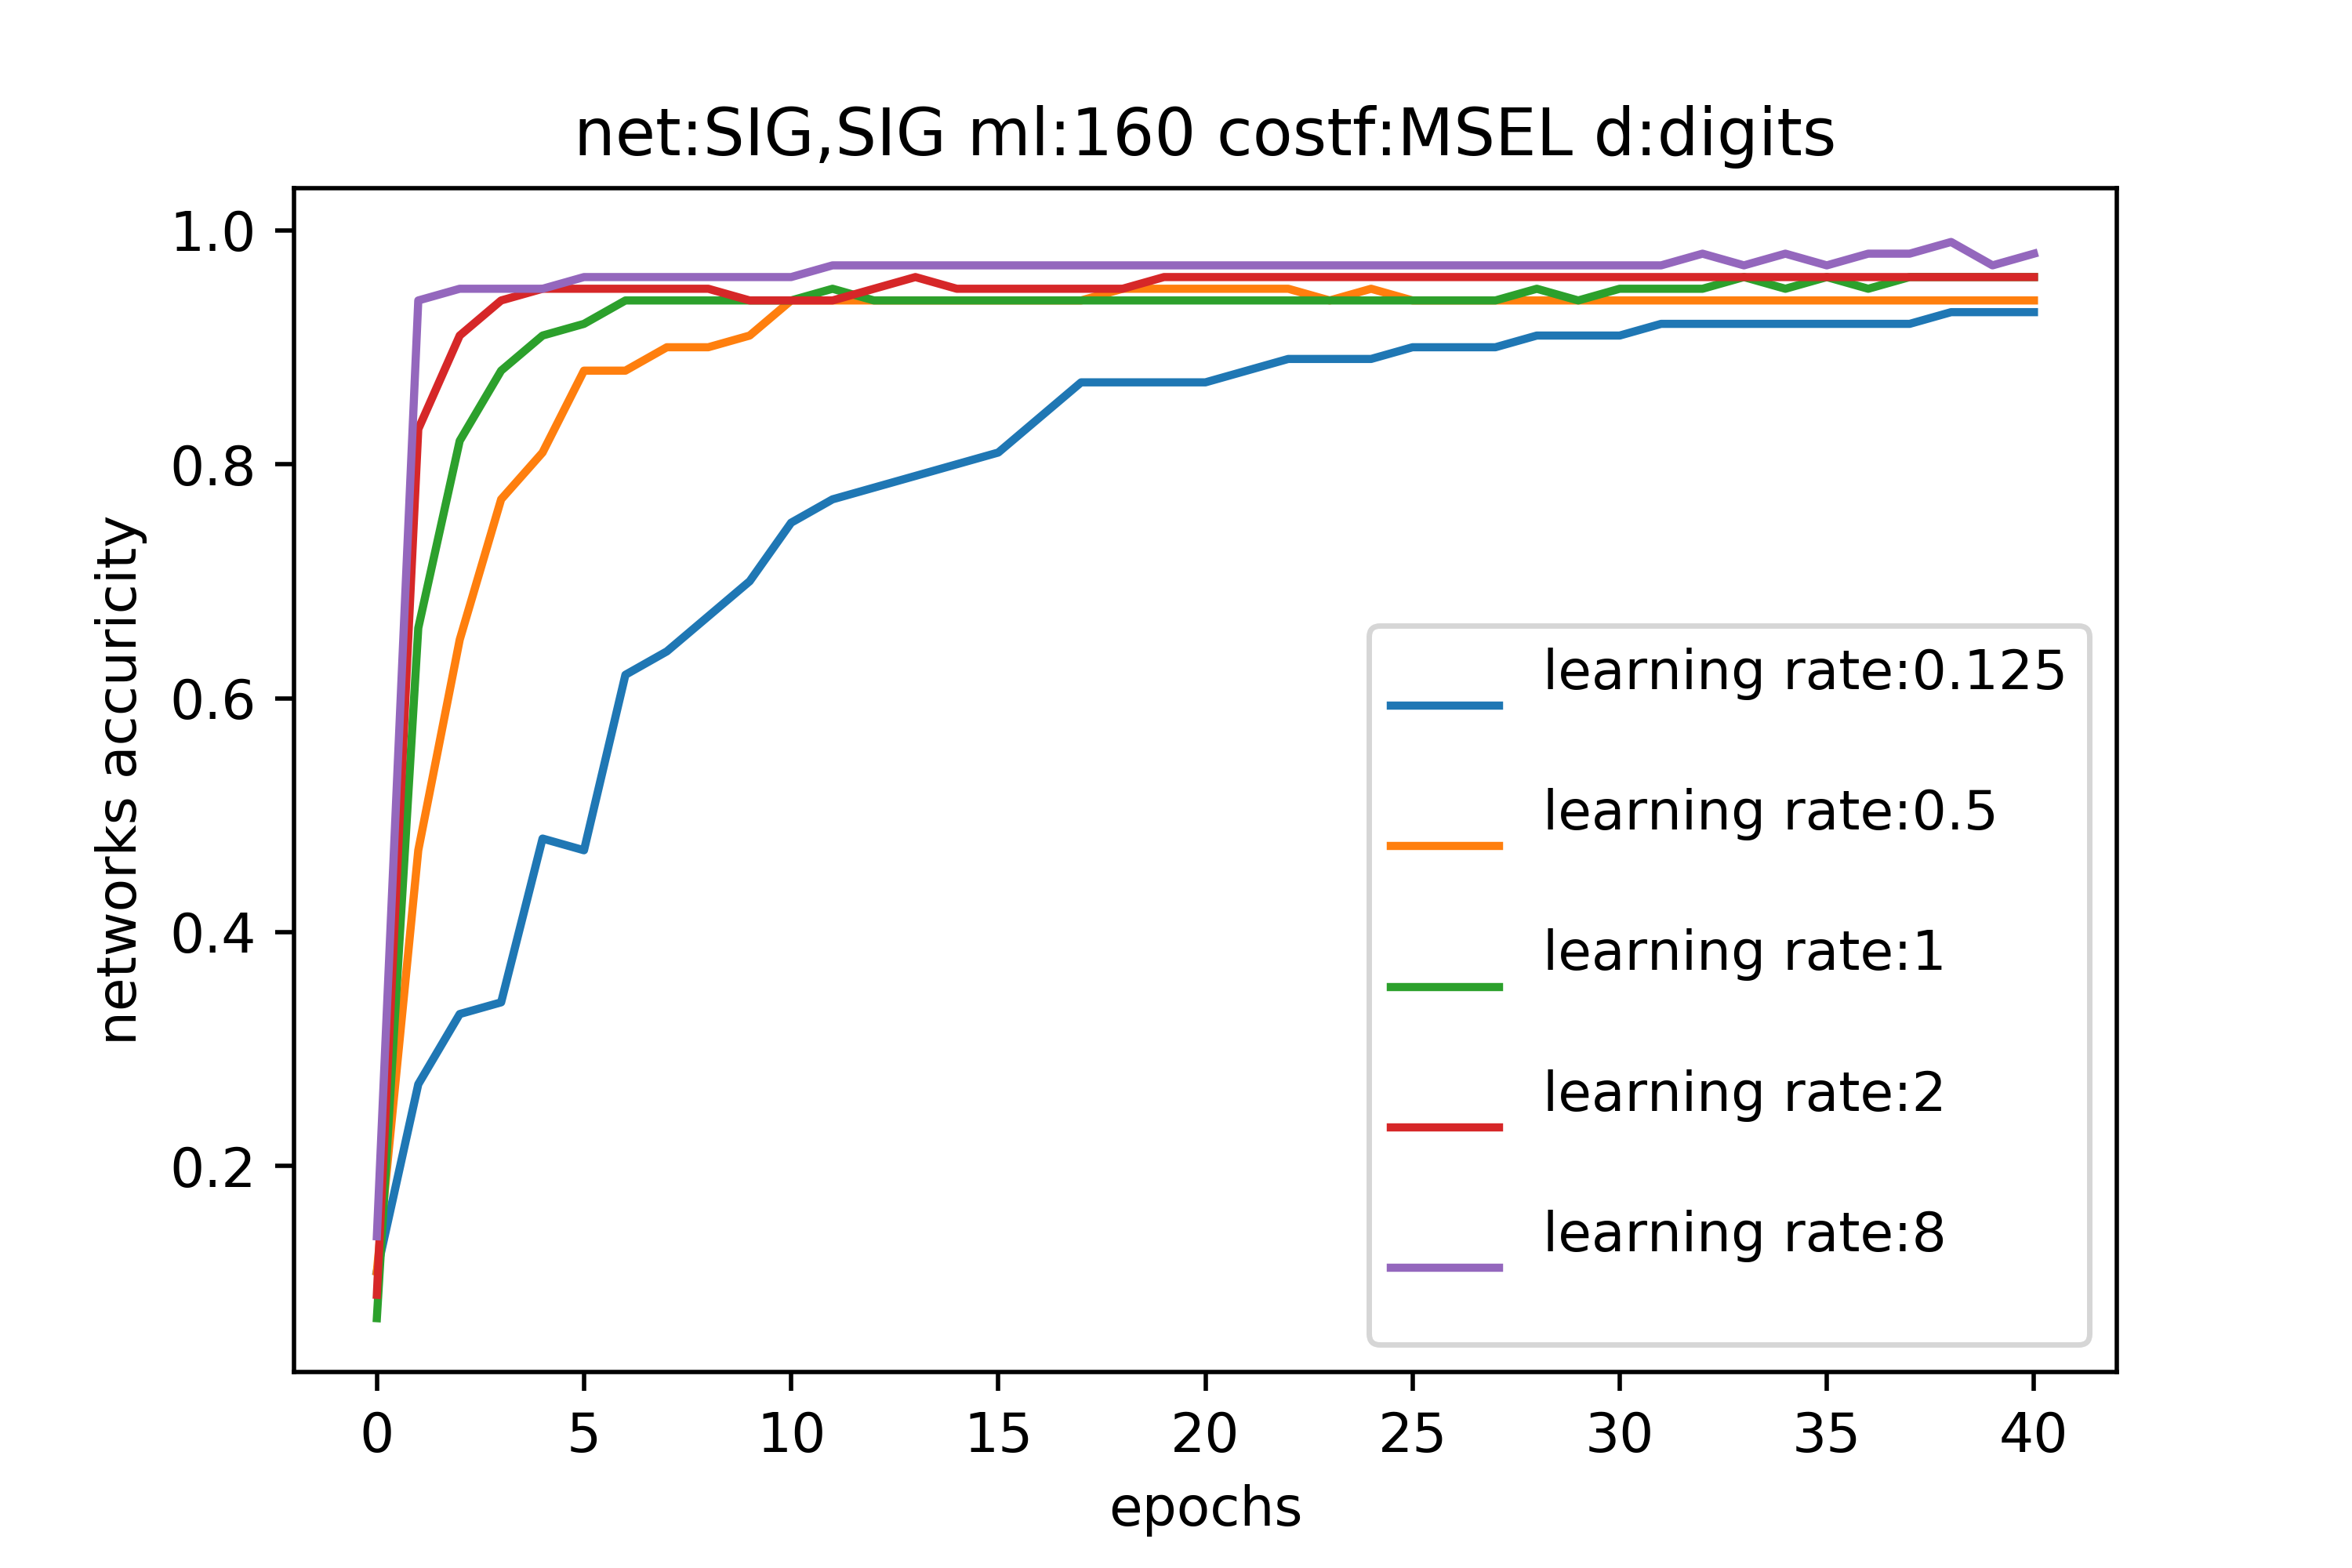 net:SIG,SIG ml:160 costf:MSEL d:digits
networks accuricity
1.0
0.8
0.6
0.4
0.2
learning rate:0.125
learning rate:0.5
learning rate:1
learning rate:2
learning rate:8
0 5 10 15 20 25 30 35 40
epochs